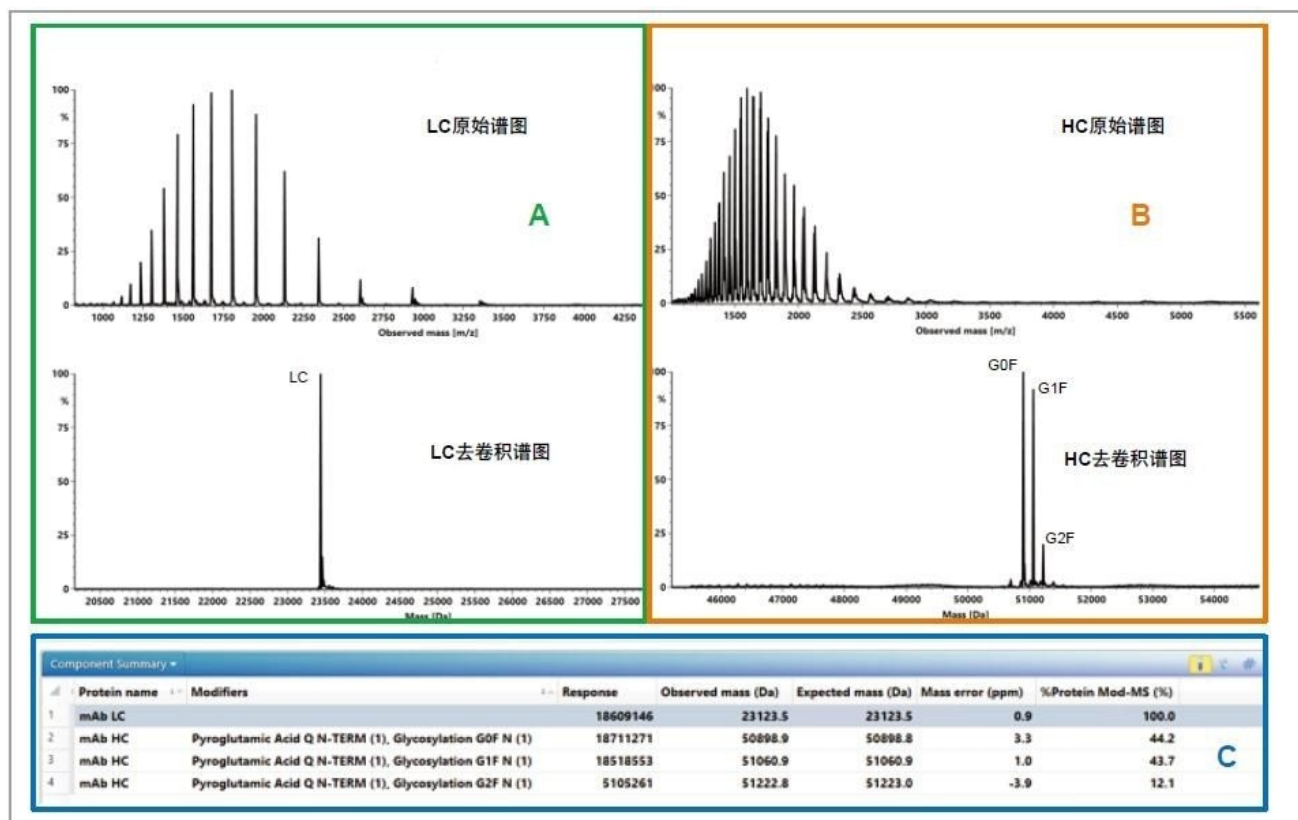 100
%
75
50
25
0
LC原始谱图
A
1000 1250 1500 1750 2000 2250 2500 2750 3000 3250 3500 3750 4000 4250
Observed mass [m/z]
00
%
75
50
25
0
HC原始谱图
B
1500 2000 2500 3000 3500 4000 4500 5000 5500
Observed mass [m/z]
100
%
75
50
25
0
LC
LC去卷积谱图
20500 21000 21500 22000 22500 23000 23500 24000 24500 25000 25500 26000 26500 27000 27500
Mass [Da]
00
%
75
50
25
0
G0F
G1F
HC去卷积谱图
G2F
46000 47000 48000 49000 50000 51000 52000 53000 54000
Mass [Da]
Component Summary
Protein name Modifiers Response Observed mass (Da) Expected mass (Da) Mass error (ppm) %Protein Mod-MS (%)
1 mAb LC 18609146 23123.5 23123.5 0.9 100.0
2 mAb HC Pyroglutamic Acid Q N-TERM (1), Glycosylation G0F N (1) 18711271 50898.9 50898.8 3.3 44.2
3 mAb HC Pyroglutamic Acid Q N-TERM (1), Glycosylation G1F N (1) 18518553 51060.9 51060.9 1.0 43.7
4 mAb HC Pyroglutamic Acid Q N-TERM (1), Glycosylation G2F N (1) 5105261 51222.8 51223.0 -3.9 12.1
C